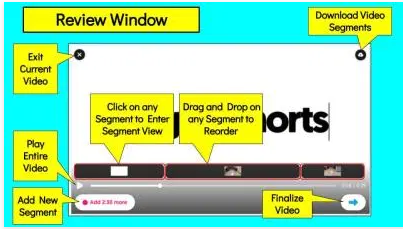 Review Window
Download Video
Segments
Exit
Current
Video
Click on any
Segment to Enter
Segment View
Drag and Drop on
any Segment to
Reorder
orts
Play
Entire
Video
Add New
Segment
Add 2:55 more
Finalize
Video